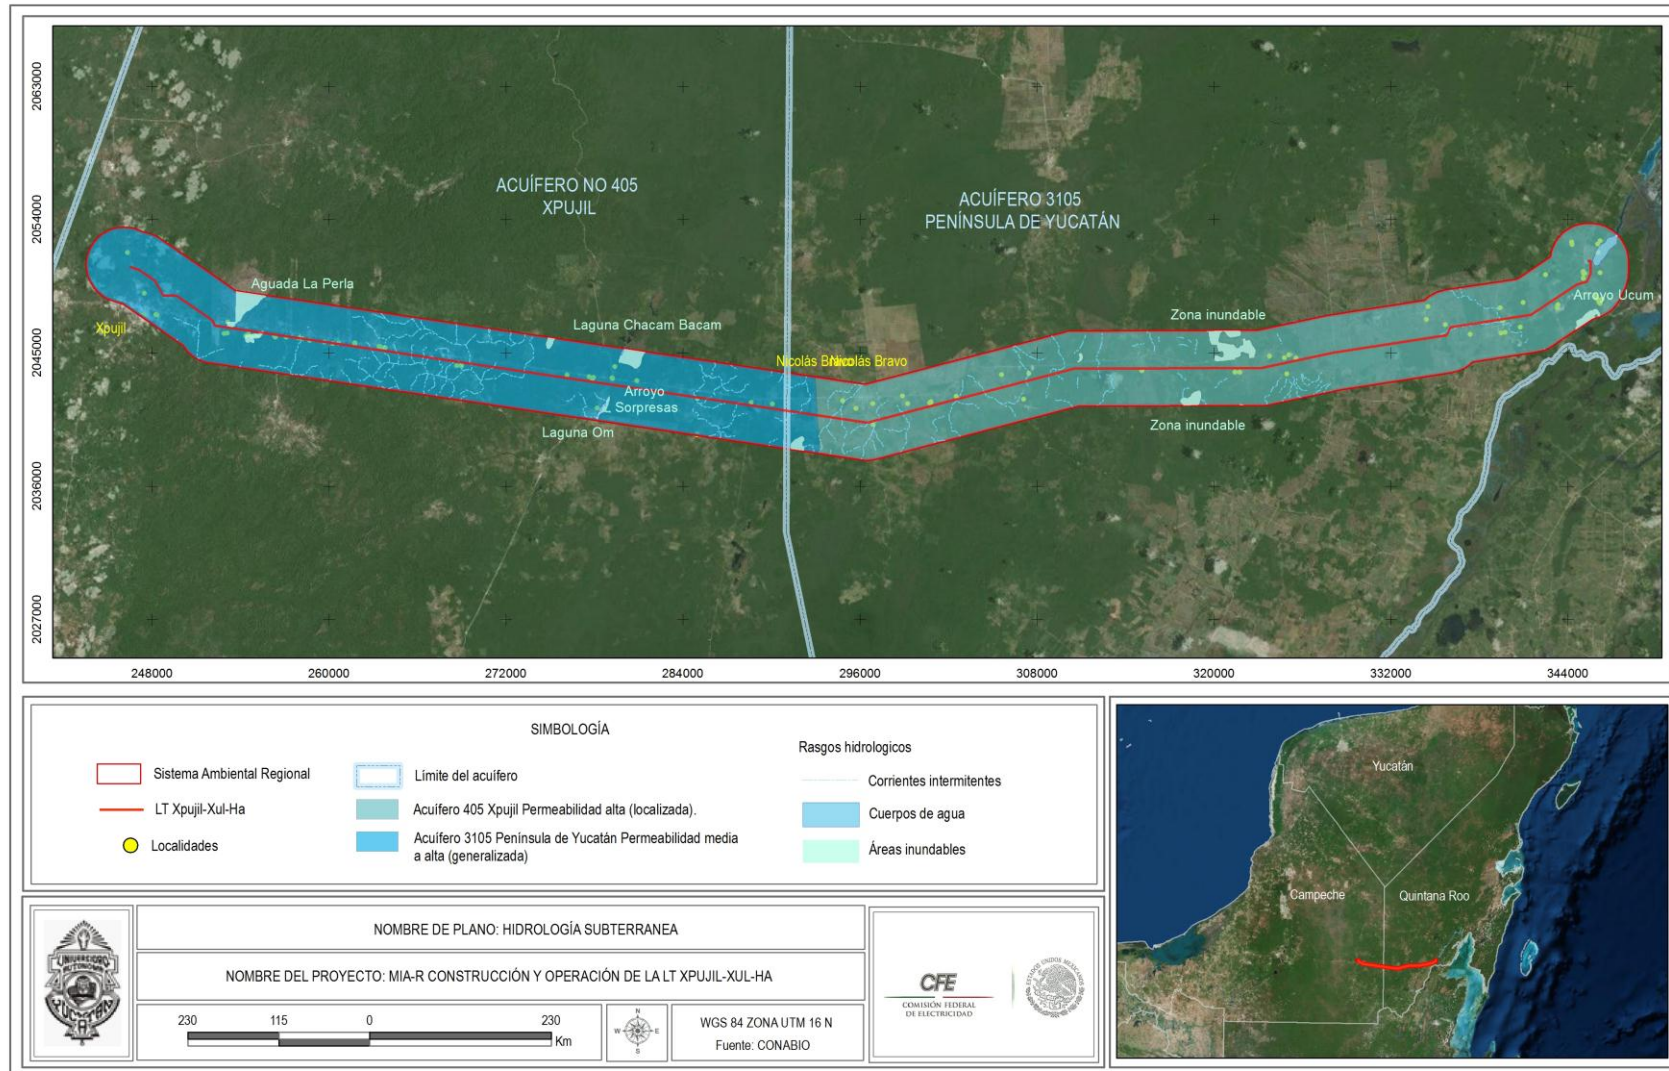 2063000
2054000
2045000
2036000
2027000
ACUÍFERO NO 405
XPUJIL
ACUÍFERO 3105
PENÍNSULA DE YUCATÁN
Aguada La Perla
Xpujil
Laguna Chacam Bacam
Nicolás Bravo
Nicolás Bravo
Arroyo
Sorpresas
Laguna Om
Zona inundable
Zona inundable
Arroyo Ucum
248000
260000
272000
284000
296000
308000
320000
332000
344000
SIMBOLOGÍA
Sistema Ambiental Regional
LT Xpujil-Xul-Ha
Localidades
Límite del acuífero
Acuífero 405 Xpujil Permeabilidad alta (localizada).
Acuífero 3105 Península de Yucatán Permeabilidad media
a alta (generalizada)
Rasgos hidrologicos
Corrientes intermitentes
Cuerpos de agua
Áreas inundables
Yucatán
Campeche
Quintana Roo
UNIVERSIDAD
AUTONOMA
YUCATAN
NOMBRE DE PLANO: HIDROLOGÍA SUBTERRANEA
NOMBRE DEL PROYECTO: MIA-R CONSTRUCCIÓN Y OPERACIÓN DE LA LT XPUJIL-XUL-HA
230
115
0
230
Km
N
W
E
S
WGS 84 ZONA UTM 16 N
Fuente: CONABIO
CFE
COMISIÓN FEDERAL
DE ELECTRICIDAD
ESTADOS UNIDOS MEXICANOS